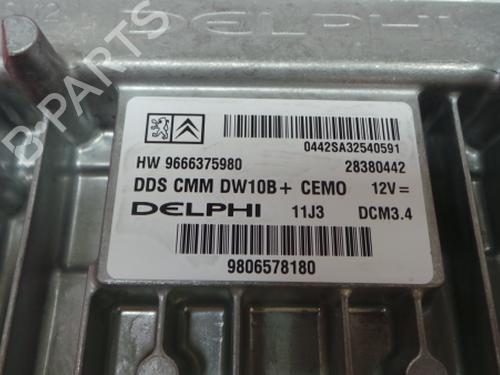 DELPHI
B-PARTS
0442SA32540591
HW 9666375980 28380442
DDS CMM DW10B+ CEMO 12V=
DELPHI 11J3 DCM3.4
9806578180